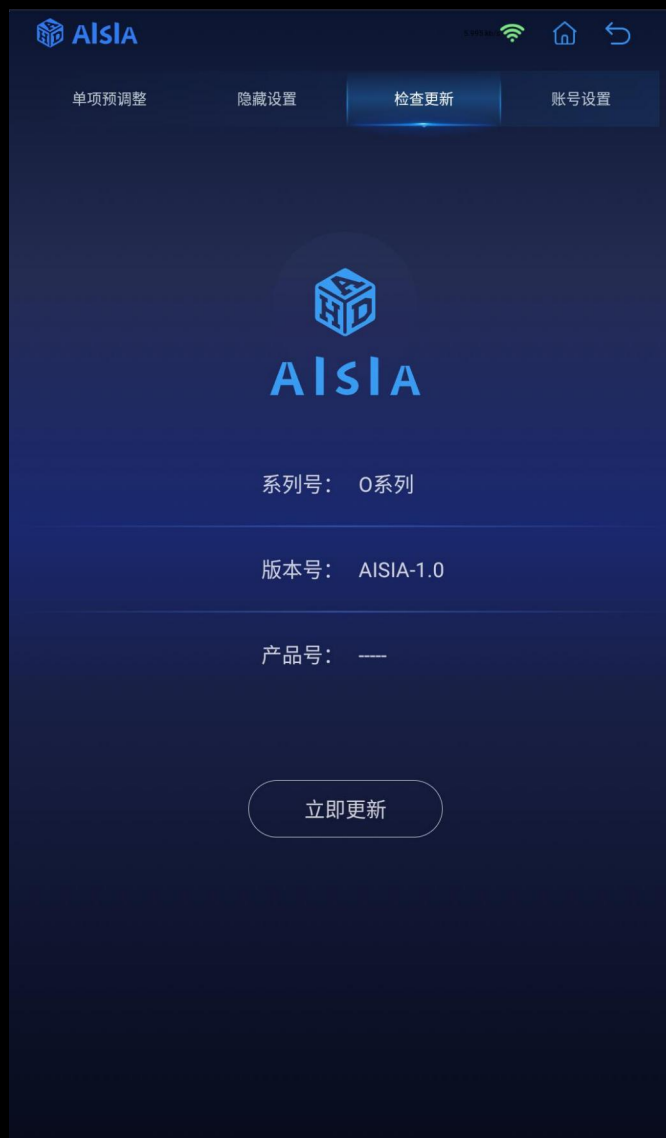 AISIA
单项预调整 隐藏设置 检查更新 账号设置
AHD
AISIA
系列号： O系列
版本号： AISIA-1.0
产品号： -----
立即更新